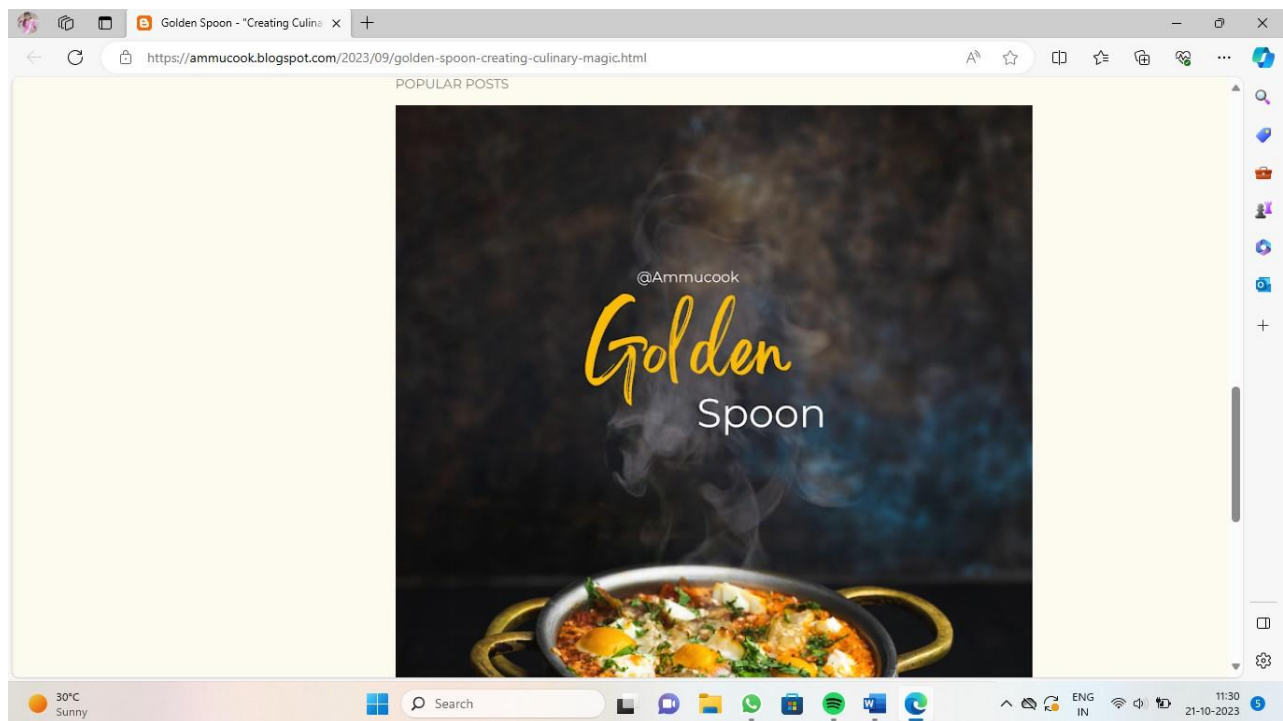 Golden Spoon - "Creating Culina
https://ammucook.blogspot.com/2023/09/golden-spoon-creating-culinary-magic.html
POPULAR POSTS
@Ammucook
Golden
Spoon
30°C
Sunny
Search
ENG
IN
11:30
21-10-2023
5